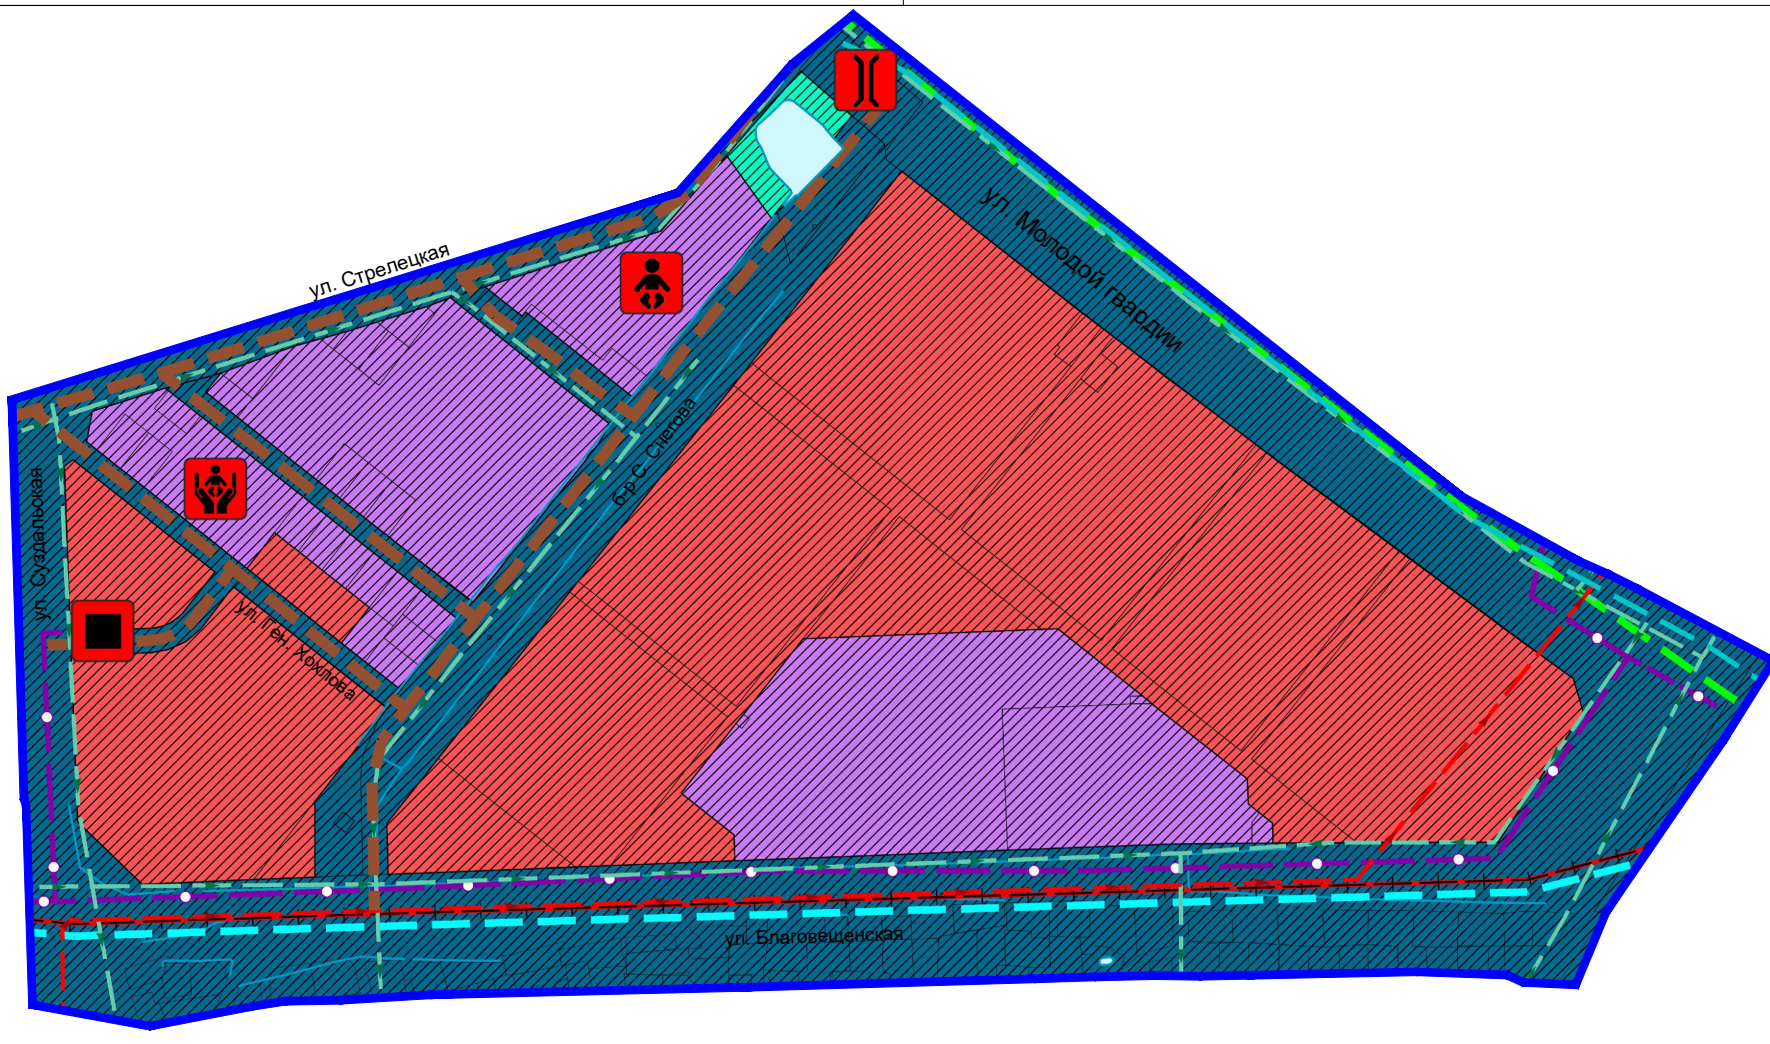 ул. Молодой гвардии
ул. Стрелецкая
б-р С. Снегова
ул. Суздальская
ул. Ген. Хохлова
ул. Благовещенская